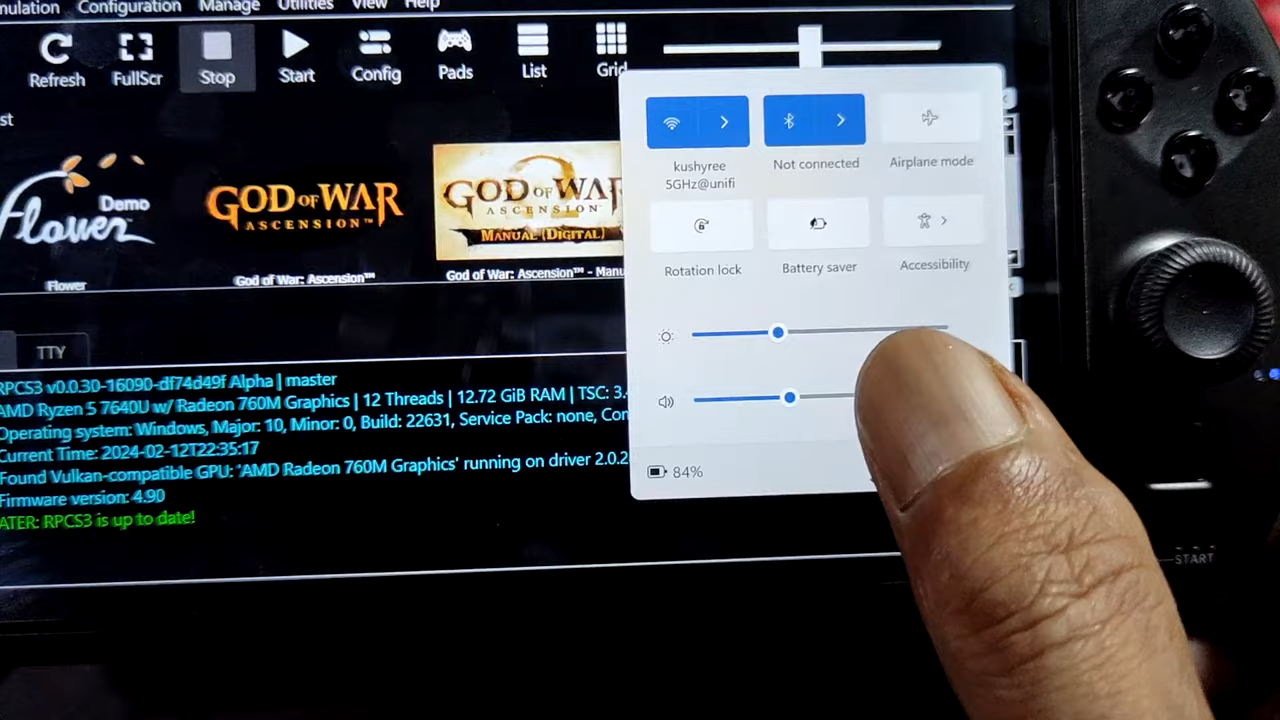 mulation Configuration Manage Utilities View Help
Refresh FullScr Stop Start Config Pads List Grid
st
Demo
Flower
GOD OF WAR
ASCENSION™
GOD OF WAR
ASCENSION
MANUAL (DIGITAL)
Flower
God of War: Ascension™
God of War: Ascension™ - Manu
kushyree
5GHz@unifi
Not connected
Airplane mode
Rotation lock
Battery saver
Accessibility
84%
TTY
RPCS3 v0.0.30-16090-df74d49f Alpha | master
AMD Ryzen 5 7640U w/ Radeon 760M Graphics | 12 Threads | 12.72 GiB RAM | TSC: 3.
Operating system: Windows, Major: 10, Minor: 0, Build: 22631, Service Pack: none, Con
Current Time: 2024-02-12T22:35:17
Found Vulkan-compatible GPU: 'AMD Radeon 760M Graphics' running on driver 2.0.2
Firmware version: 4.90
ATER: RPCS3 is up to date!
START